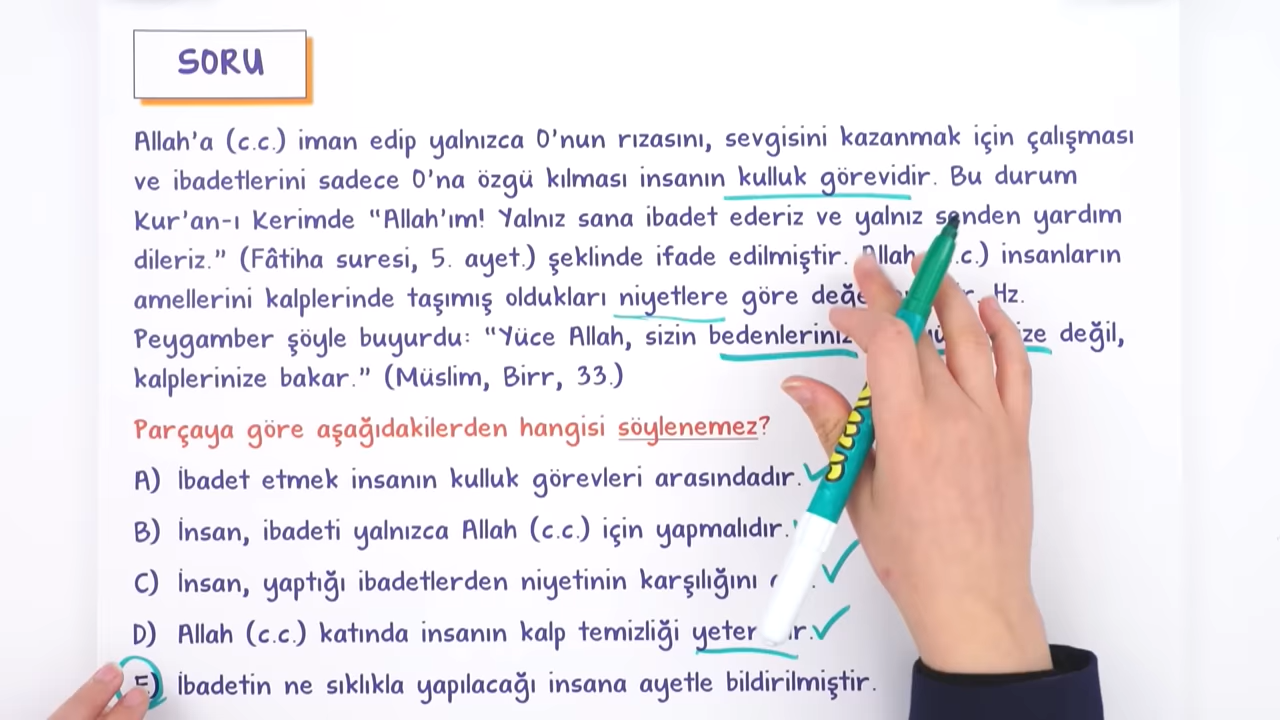 SORU
Allah'a (c.c.) iman edip yalnızca O'nun rızasını, sevgisini kazanmak için çalışması
ve ibadetlerini sadece O'na özgü kılması insanın kulluk görevidir. Bu durum
Kur'an-ı Kerimde "Allah'ım! Yalnız sana ibadet ederiz ve yalnız senden yardım
dileriz." (Fâtiha suresi, 5. ayet.) şeklinde ifade edilmiştir. Allah (c.c.) insanların
amellerini kalplerinde taşımış oldukları niyetlere göre Hz.
Peygamber şöyle buyurdu: "Yüce Allah, sizin değil,
kalplerinize bakar." (Müslim, Birr, 33.)
Parçaya göre aşağıdakilerden hangisi söylenemez?
A) İbadet etmek insanın kulluk görevleri arasındadır.
B) İnsan, ibadeti yalnızca Allah (c.c.) için yapmalıdır.
C) İnsan, yaptığı ibadetlerden niyetinin karşılığını
D) Allah (c.c.) katında insanın kalp temizliği
E) İbadetin ne sıklıkla yapılacağı insana ayetle bildirilmiştir.